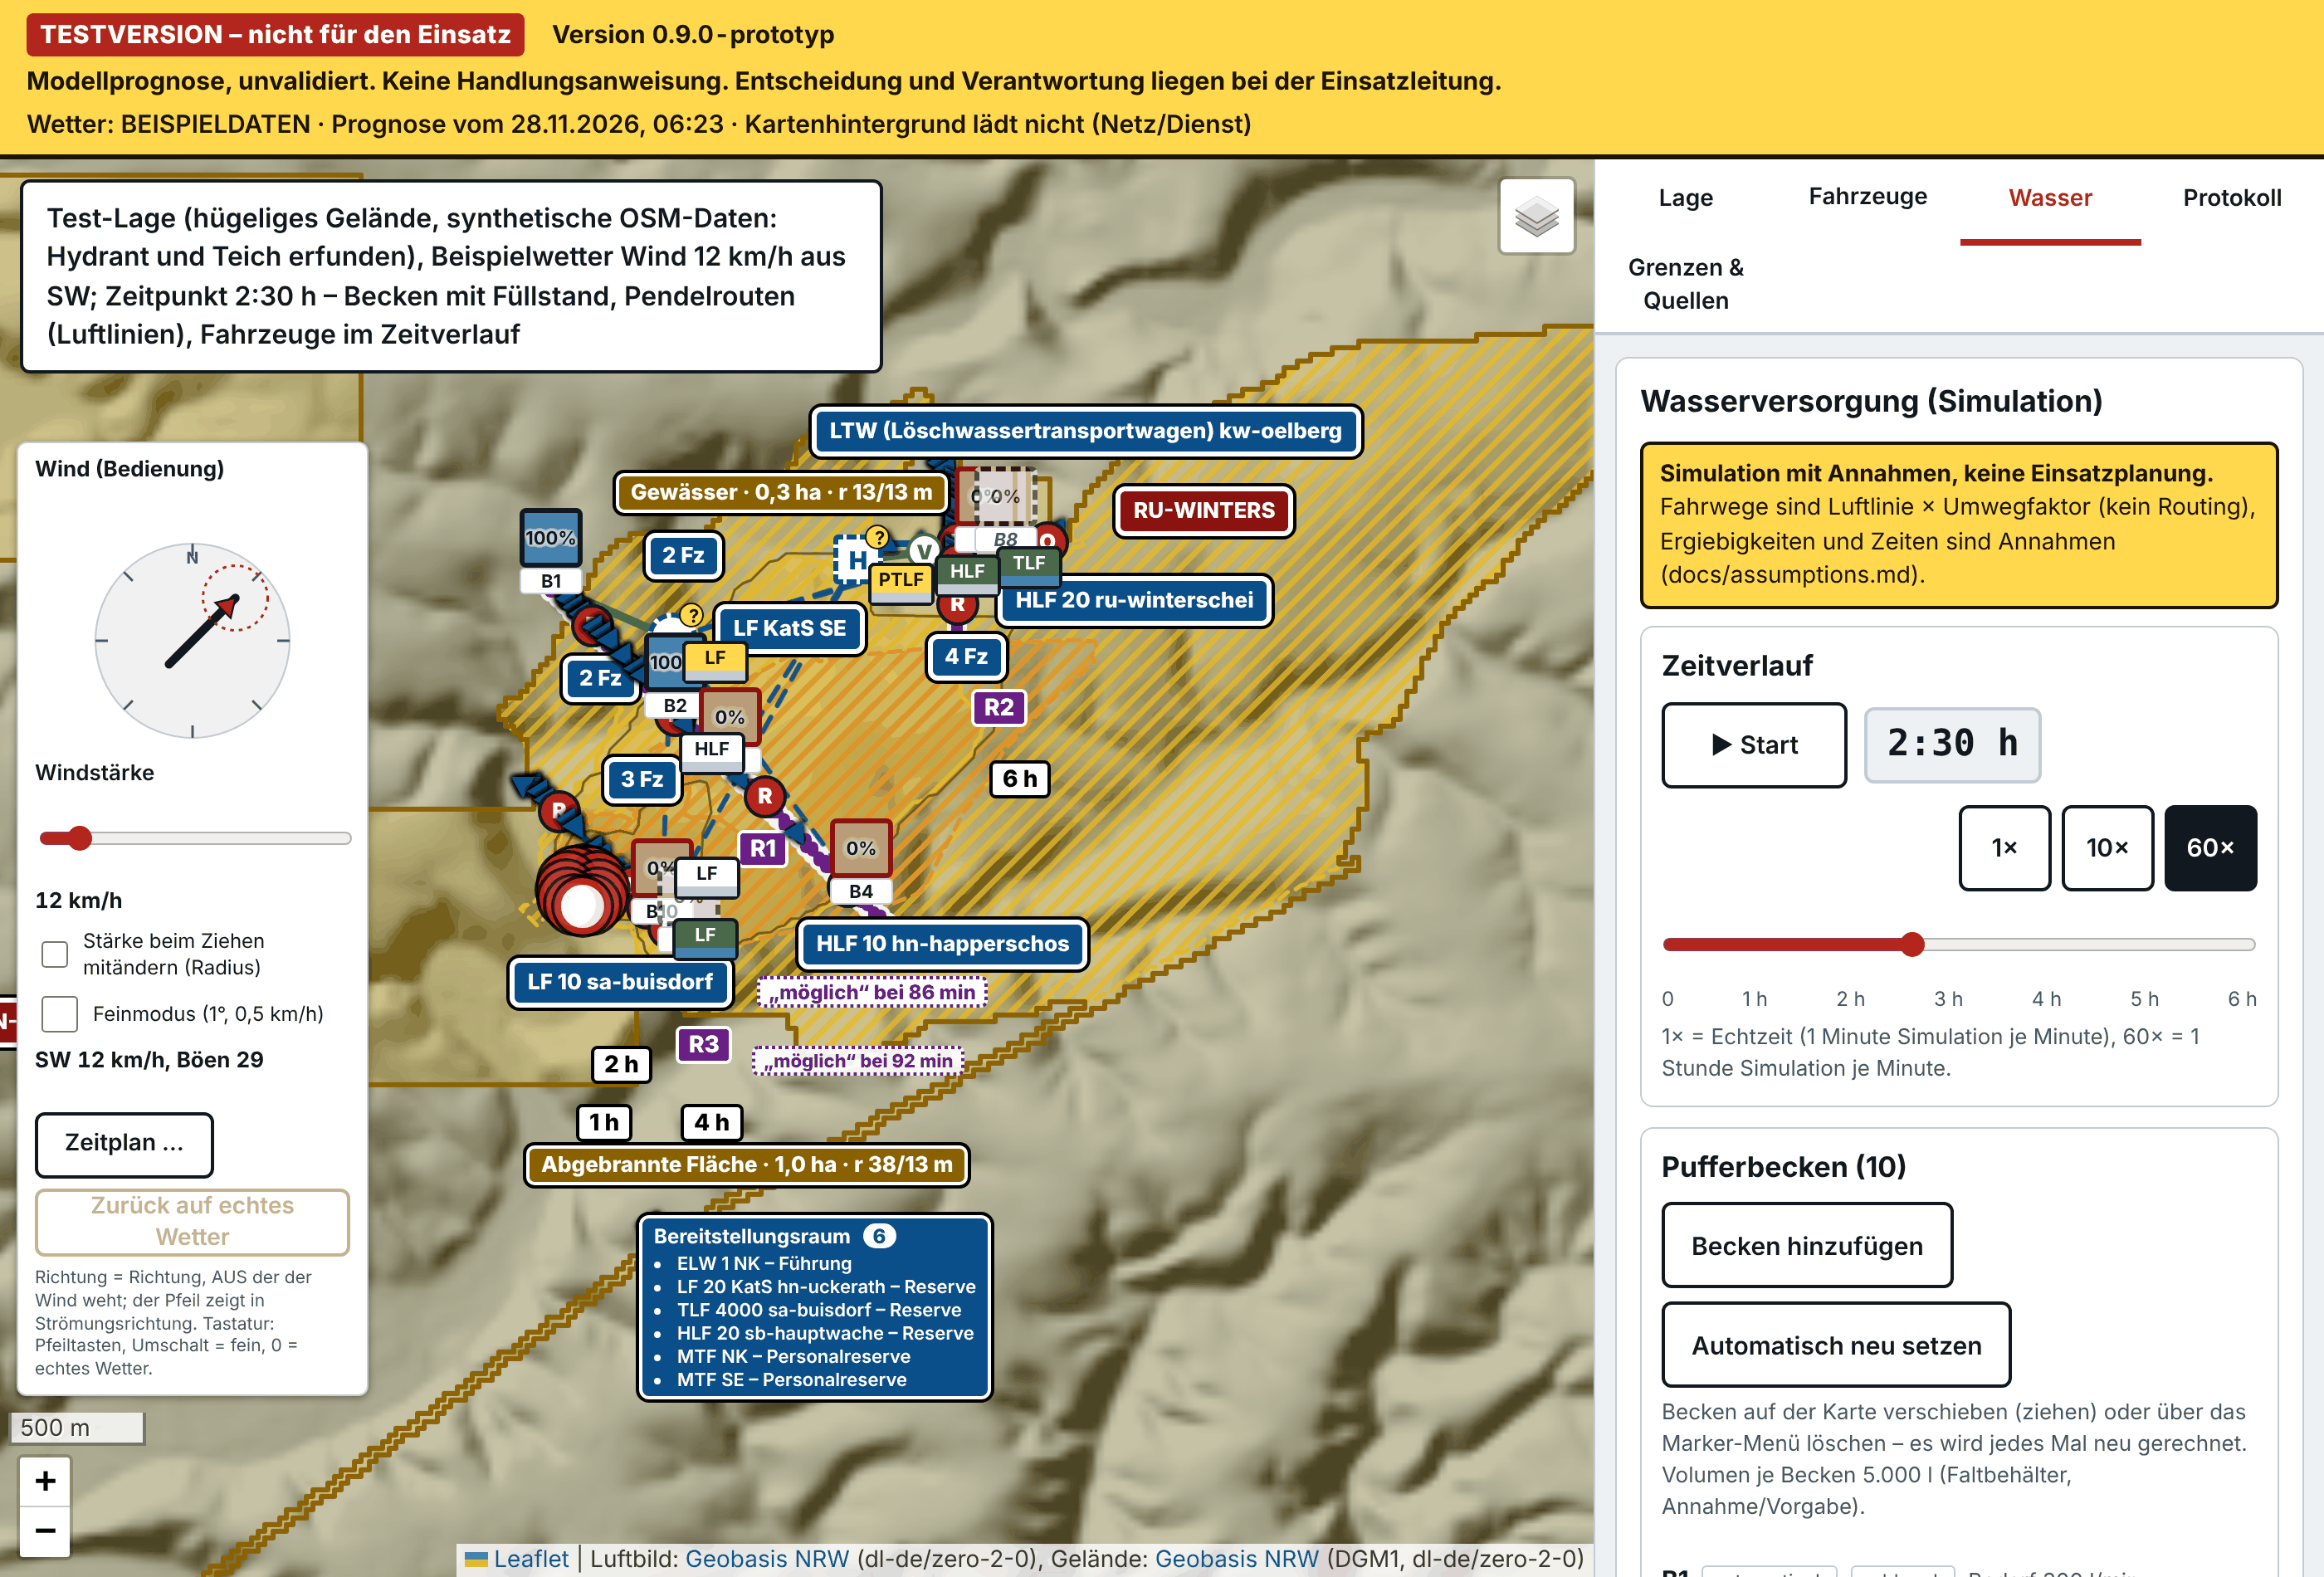 TESTVERSION – nicht für den Einsatz Version 0.9.0-prototyp
Modellprognose, unvalidiert. Keine Handlungsanweisung. Entscheidung und Verantwortung liegen bei der Einsatzleitung.
Wetter: BEISPIELDATEN · Prognose vom 28.11.2026, 06:23 · Kartenhintergrund lädt nicht (Netz/Dienst)
Test-Lage (hügeliges Gelände, synthetische OSM-Daten:
Hydrant und Teich erfunden), Beispielwetter Wind 12 km/h aus
SW; Zeitpunkt 2:30 h – Becken mit Füllstand, Pendelrouten
(Luftlinien), Fahrzeuge im Zeitverlauf
Wind (Bedienung)
N
Windstärke
12 km/h
Stärke beim Ziehen
mitändern (Radius)
Feinmodus (1°, 0,5 km/h)
SW 12 km/h, Böen 29
Zeitplan ...
Zurück auf echtes
Wetter
Richtung = Richtung, AUS der der
Wind weht; der Pfeil zeigt in
Strömungsrichtung. Tastatur:
Pfeiltasten, Umschalt = fein, 0 =
echtes Wetter.
500 m
+
−
LTW (Löschwassertransportwagen) kw-oelberg
Gewässer · 0,3 ha · r 13/13 m
0%
RU-WINTERS
100%
B1
2 Fz
H
?
V
B8
PTLF
HLF
TLF
R
HLF 20 ru-winterschei
?
LF KatS SE
4 Fz
2 Fz
100
LF
B2
0%
R2
HLF
3 Fz
6 h
R
R1
0%
B4
LF
LF
HLF 10 hn-happerschos
LF 10 sa-buisdorf
„möglich“ bei 86 min
R3
2 h
„möglich“ bei 92 min
1 h
4 h
Abgebrannte Fläche · 1,0 ha · r 38/13 m
Bereitstellungsraum 6
• ELW 1 NK – Führung
• LF 20 KatS hn-uckerath – Reserve
• TLF 4000 sa-buisdorf – Reserve
• HLF 20 sb-hauptwache – Reserve
• MTF NK – Personalreserve
• MTF SE – Personalreserve
Leaflet | Luftbild: Geobasis NRW (dl-de/zero-2-0), Gelände: Geobasis NRW (DGM1, dl-de/zero-2-0)
Lage Fahrzeuge Wasser Protokoll
Grenzen &
Quellen
Wasserversorgung (Simulation)
Simulation mit Annahmen, keine Einsatzplanung.
Fahrwege sind Luftlinie × Umwegfaktor (kein Routing),
Ergiebigkeiten und Zeiten sind Annahmen
(docs/assumptions.md).
Zeitverlauf
▶ Start 2:30 h
1× 10× 60×
0 1 h 2 h 3 h 4 h 5 h 6 h
1× = Echtzeit (1 Minute Simulation je Minute), 60× = 1
Stunde Simulation je Minute.
Pufferbecken (10)
Becken hinzufügen
Automatisch neu setzen
Becken auf der Karte verschieben (ziehen) oder über das
Marker-Menü löschen – es wird jedes Mal neu gerechnet.
Volumen je Becken 5.000 l (Faltbehälter,
Annahme/Vorgabe).